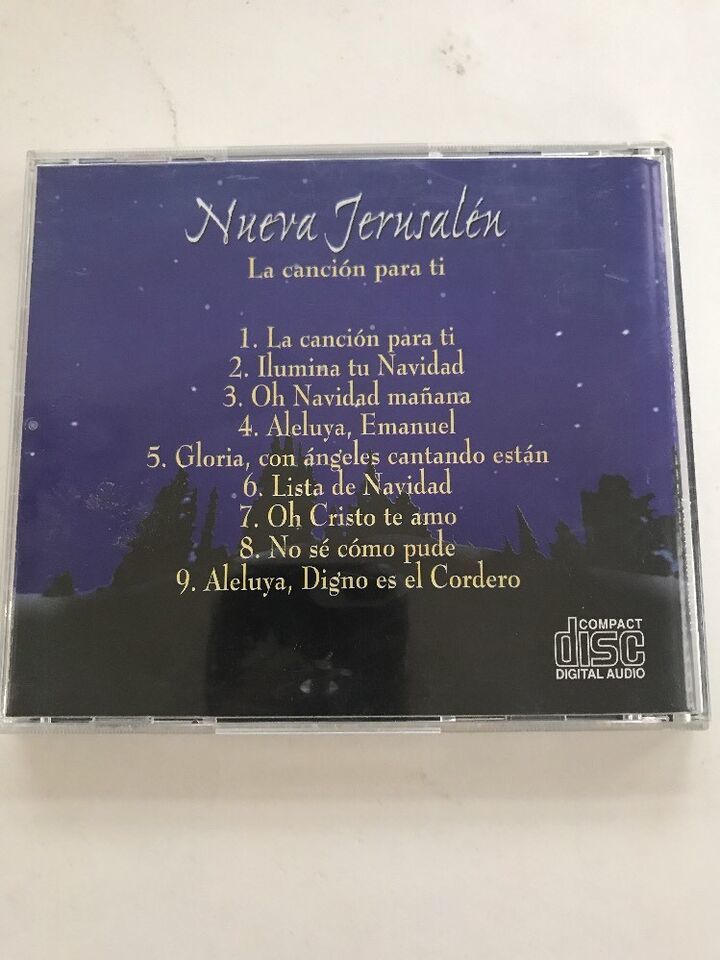 Nueva Jerusalén
La canción para ti
1. La canción para ti
2. Ilumina tu Navidad
3. Oh Navidad mañana
4. Aleluya, Emanuel
5. Gloria, con ángeles cantando están
6. Lista de Navidad
7. Oh Cristo te amo
8. No sé cómo pude
9. Aleluya, Digno es el Cordero
COMPACT
disc
DIGITAL AUDIO